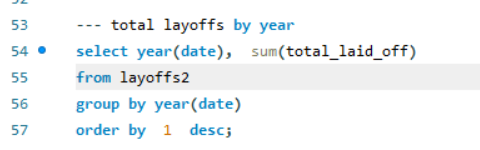 53 --- total layoffs by year
54 select year(date),  sum(total_laid_off)
55 from layoffs2
56 group by year(date)
57 order by  1  desc;